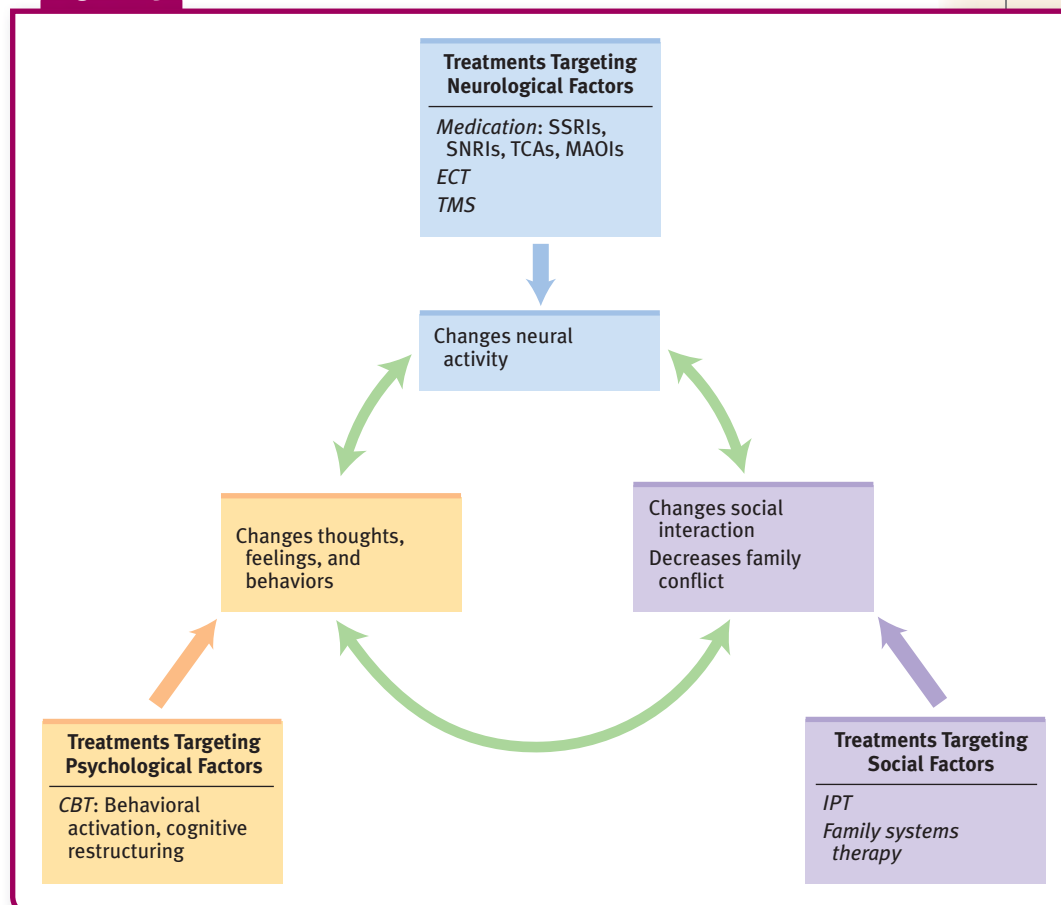 Treatments Targeting
Neurological Factors
Medication: SSRIs,
SNRIs, TCAs, MAOIs
ECT
TMS
Changes neural
activity
Changes thoughts,
feelings, and
behaviors
Changes social
interaction
Decreases family
conflict
Treatments Targeting
Psychological Factors
CBT: Behavioral
activation, cognitive
restructuring
Treatments Targeting
Social Factors
IPT
Family systems
therapy